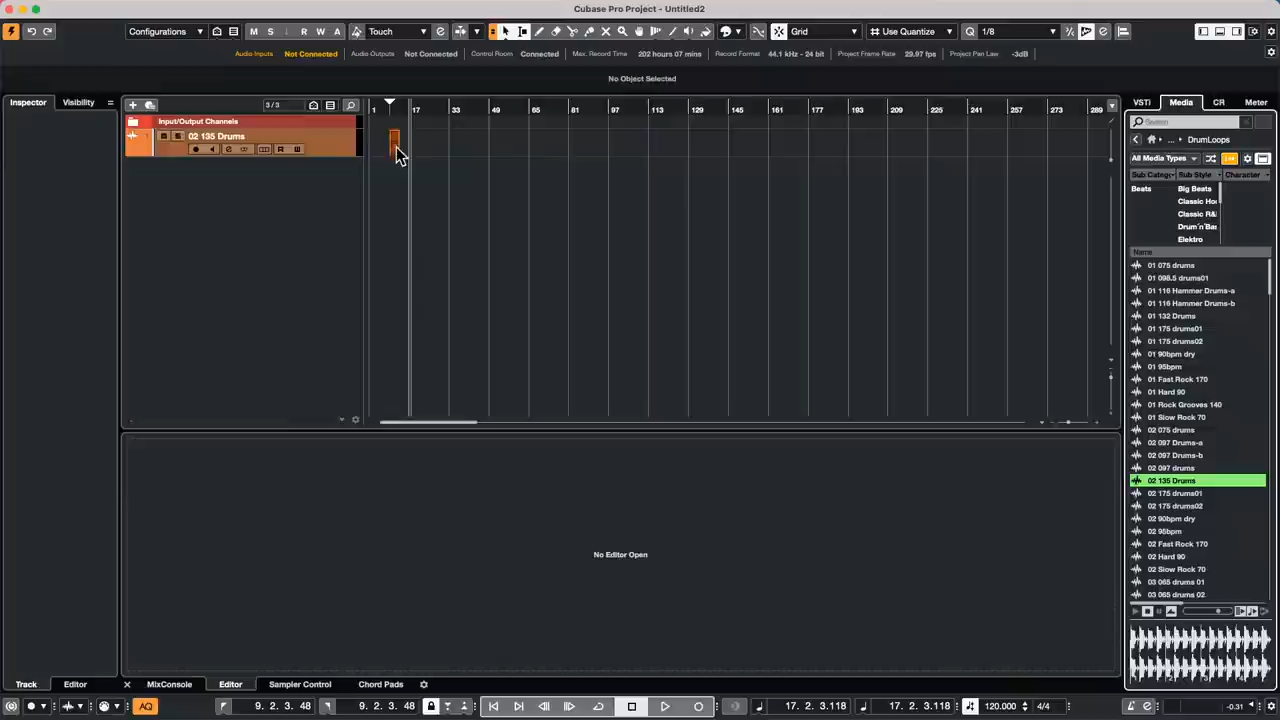 Cubase Pro Project - Untitled2
Configurations M S L R W A Touch Grid Use Quantize 1/8
Audio Inputs Not Connected Audio Outputs Not Connected Control Room Connected Max. Record Time 202 hours 07 mins Record Format 44.1 kHz - 24 bit Project Frame Rate 29.97 fps Project Pan Law -3dB
No Object Selected
Inspector Visibility
3/3
1 17 33 49 65 81 97 113 129 145 161 177 193 209 225 241 257 273 289
Input/Output Channels
02 135 Drums
VSTi Media CR Meter
Search
... DrumLoops
All Media Types
Sub Categ Sub Style Character
Beats Big Beats
Classic Hou
Classic R&
Drum'n'Bas
Elektro
Name
01 075 drums
01 098.5 drums01
01 116 Hammer Drums-a
01 116 Hammer Drums-b
01 132 Drums
01 175 drums01
01 175 drums02
01 90bpm dry
01 95bpm
01 Fast Rock 170
01 Hard 90
01 Rock Grooves 140
01 Slow Rock 70
02 075 drums
02 097 Drums-a
02 097 Drums-b
02 097 drums
02 135 Drums
02 175 drums01
02 175 drums02
02 90bpm dry
02 95bpm
02 Fast Rock 170
02 Hard 90
02 Slow Rock 70
03 065 drums 01
03 065 drums 02
No Editor Open
Track Editor MixConsole Editor Sampler Control Chord Pads
AQ 9. 2. 3. 48 9. 2. 3. 48 17. 2. 3.118 17. 2. 3.118 120.000 4/4 -0.31